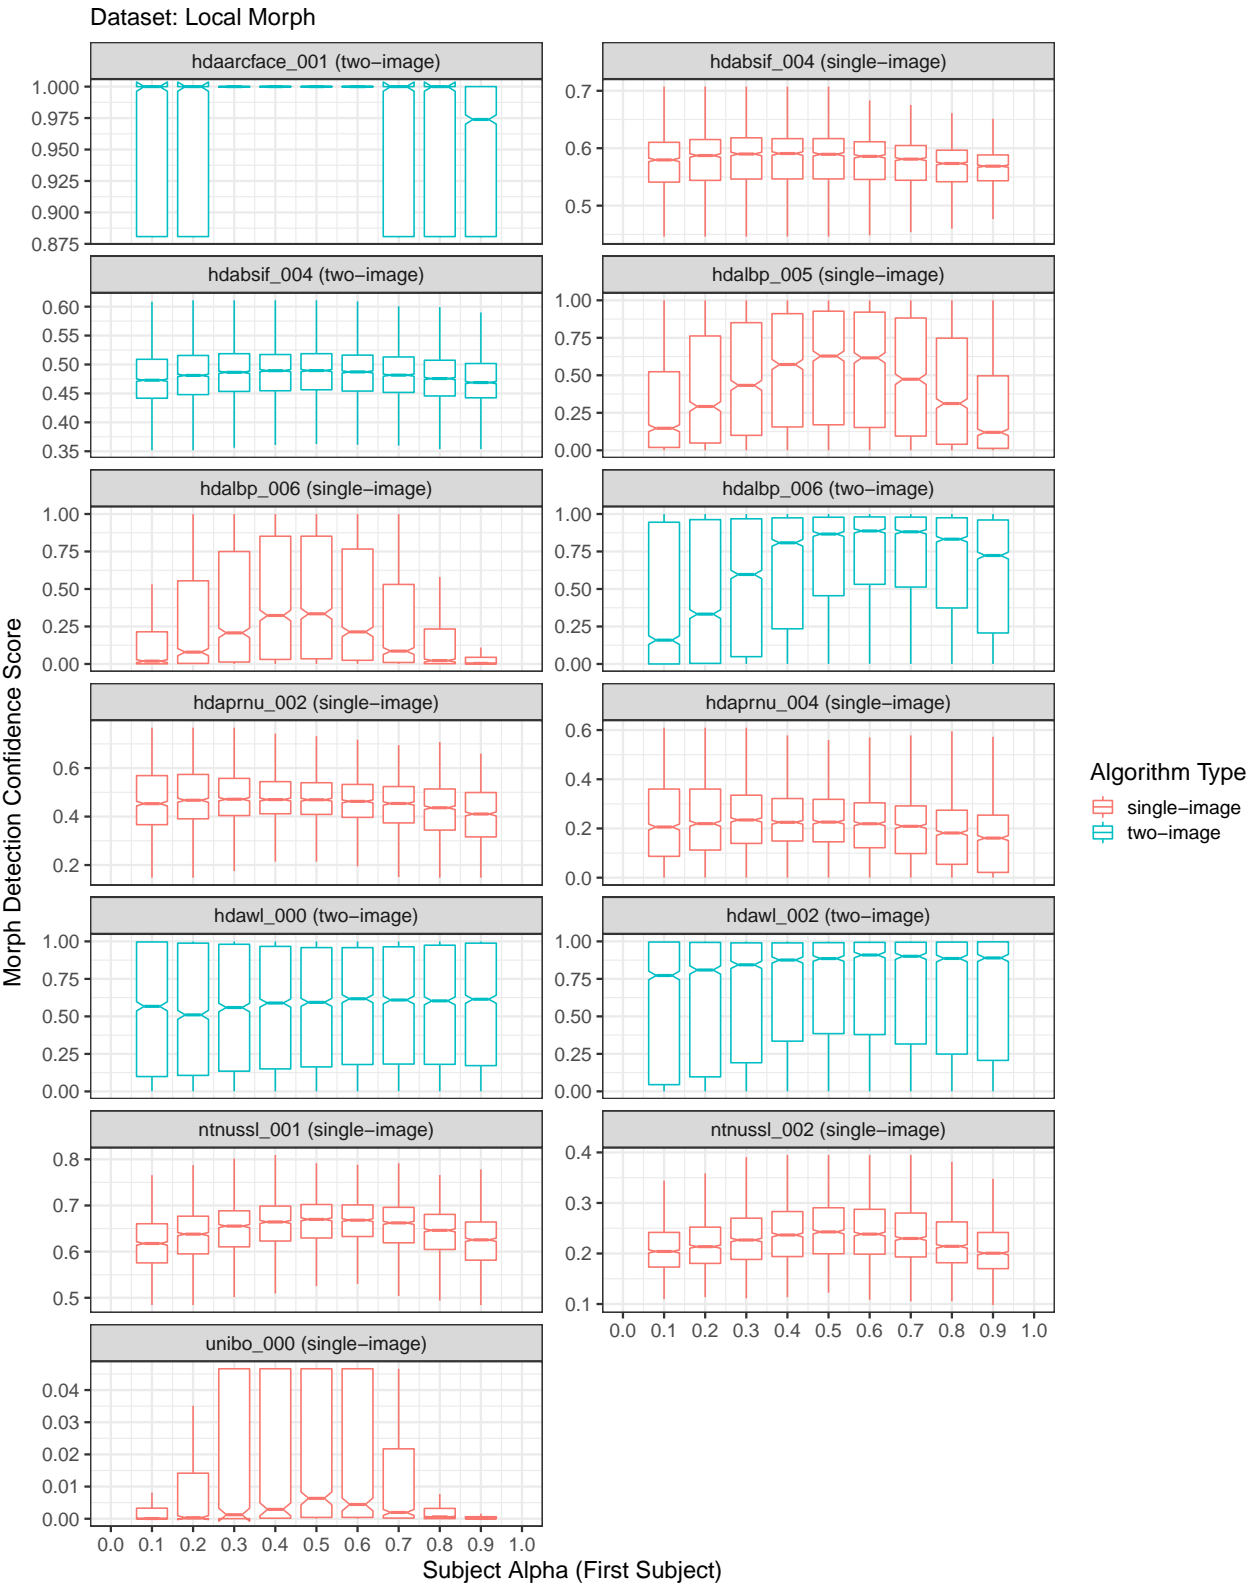 Dataset: Local Morph
hdaarcface_001 (two−image)
hdabsif_004 (single−image)
1.000
0.975
0.950
0.925
0.900
0.875
0.7
0.6
0.5
hdabsif_004 (two−image)
hdalbp_005 (single−image)
0.60
0.55
0.50
0.45
0.40
0.35
1.00
0.75
0.50
0.25
0.00
hdalbp_006 (single−image)
hdalbp_006 (two−image)
1.00
0.75
0.50
0.25
0.00
1.00
0.75
0.50
0.25
0.00
Morph Detection Confidence Score
hdaprnu_002 (single−image)
hdaprnu_004 (single−image)
0.6
0.4
0.2
0.6
0.4
0.2
0.0
Algorithm Type
single−image
two−image
hdawl_000 (two−image)
hdawl_002 (two−image)
1.00
0.75
0.50
0.25
0.00
1.00
0.75
0.50
0.25
0.00
ntnussl_001 (single−image)
ntnussl_002 (single−image)
0.8
0.7
0.6
0.5
0.4
0.3
0.2
0.1
0.0 0.1 0.2 0.3 0.4 0.5 0.6 0.7 0.8 0.9 1.0
unibo_000 (single−image)
0.04
0.03
0.02
0.01
0.00
0.0 0.1 0.2 0.3 0.4 0.5 0.6 0.7 0.8 0.9 1.0
Subject Alpha (First Subject)